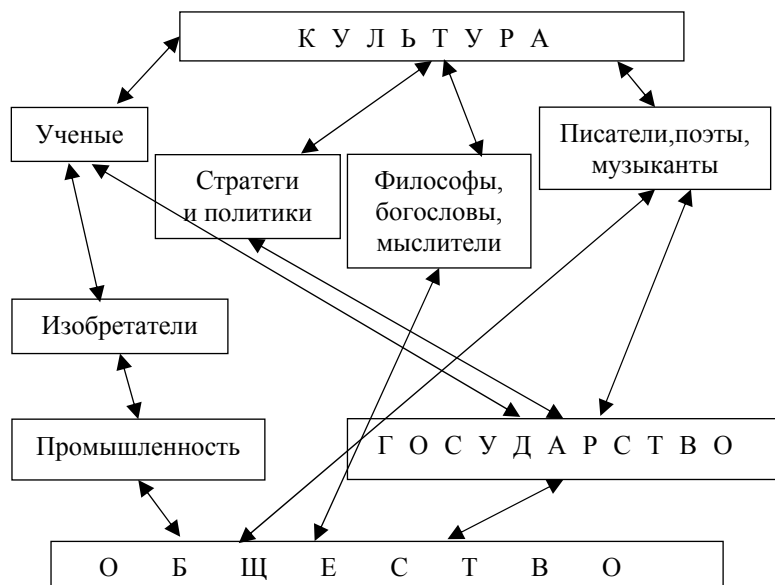 К У Л Ь Т У Р А
Ученые
Писатели,поэты,
музыканты
Стратеги
и политики
Философы,
богословы,
мыслители
Изобретатели
Промышленность
Г О С У Д А Р С Т В О
О Б Щ Е С Т В О